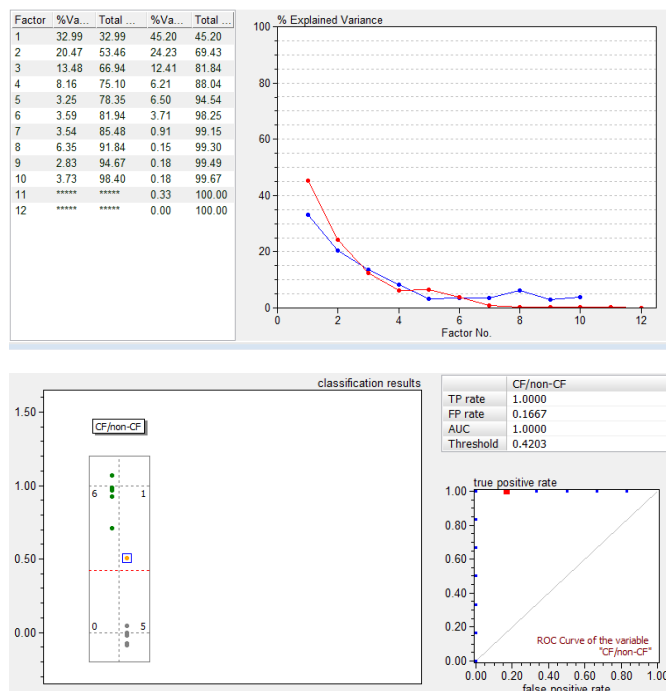 Factor %Va... Total ... %Va... Total ...
1 32.99 32.99 45.20 45.20
2 20.47 53.46 24.23 69.43
3 13.48 66.94 12.41 81.84
4 8.16 75.10 6.21 88.04
5 3.25 78.35 6.50 94.54
6 3.59 81.94 3.71 98.25
7 3.54 85.48 0.91 99.15
8 6.35 91.84 0.15 99.30
9 2.83 94.67 0.18 99.49
10 3.73 98.40 0.18 99.67
11 ***** ***** 0.33 100.00
12 ***** ***** 0.00 100.00
% Explained Variance
100
80
60
40
20
0
0 2 4 6 8 10 12
Factor No.
classification results
1.50
1.00
0.50
0.00
CF/non-CF
6 1
0 5
CF/non-CF
TP rate 1.0000
FP rate 0.1667
AUC 1.0000
Threshold 0.4203
true positive rate
1.00
0.80
0.60
0.40
0.20
0.00
ROC Curve of the variable
"CF/non-CF"
0.00 0.20 0.40 0.60 0.80 1.00
false positive rate